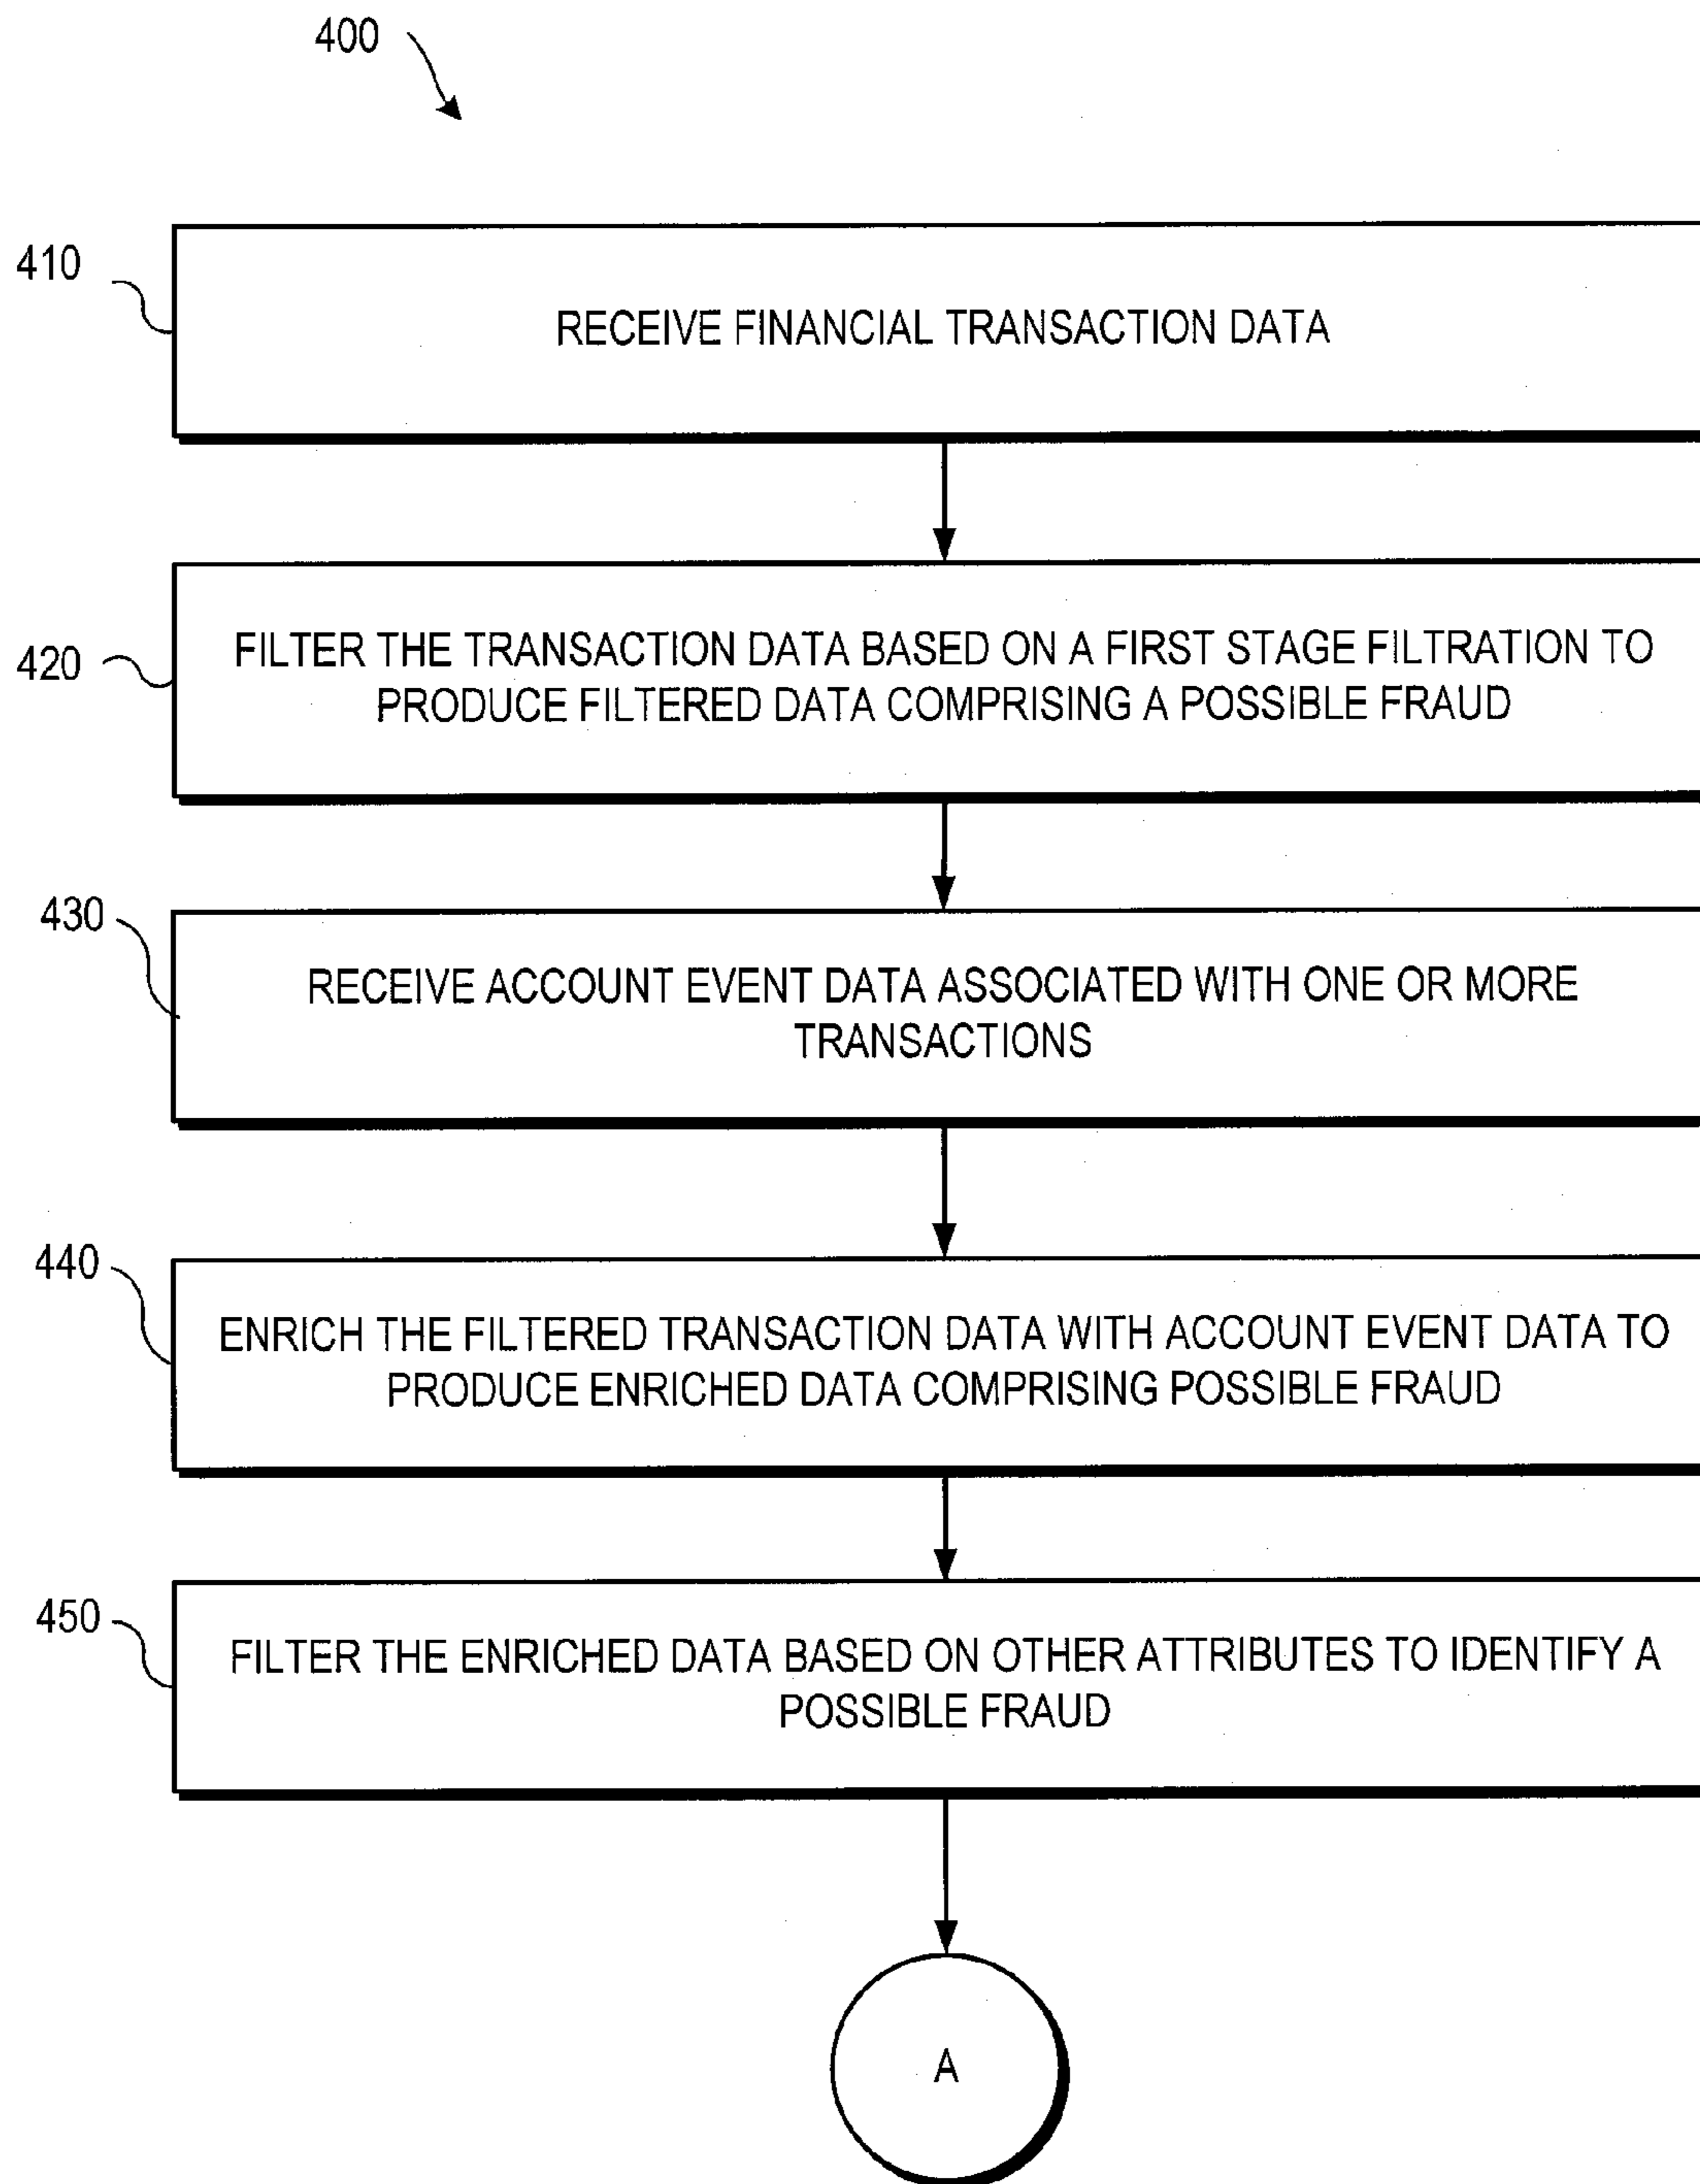 400
410
RECEIVE FINANCIAL TRANSACTION DATA
420
FILTER THE TRANSACTION DATA BASED ON A FIRST STAGE FILTRATION TO
PRODUCE FILTERED DATA COMPRISING A POSSIBLE FRAUD
430
RECEIVE ACCOUNT EVENT DATA ASSOCIATED WITH ONE OR MORE
TRANSACTIONS
440
ENRICH THE FILTERED TRANSACTION DATA WITH ACCOUNT EVENT DATA TO
PRODUCE ENRICHED DATA COMPRISING POSSIBLE FRAUD
450
FILTER THE ENRICHED DATA BASED ON OTHER ATTRIBUTES TO IDENTIFY A
POSSIBLE FRAUD
A